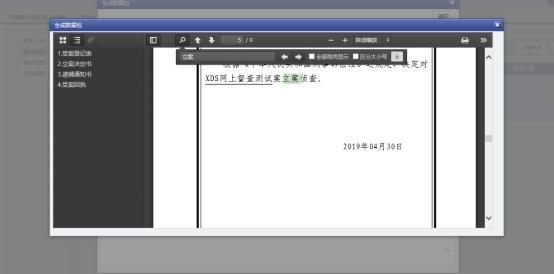 生成数据包
5 / 9
自动缩放
1.受案登记表
2.立案决定书
3.逮捕通知书
4.受案回执
立案
全部高亮显示
区分大小写
决定对
XDS网上督查测试案立案侦查。
2019年04月30日